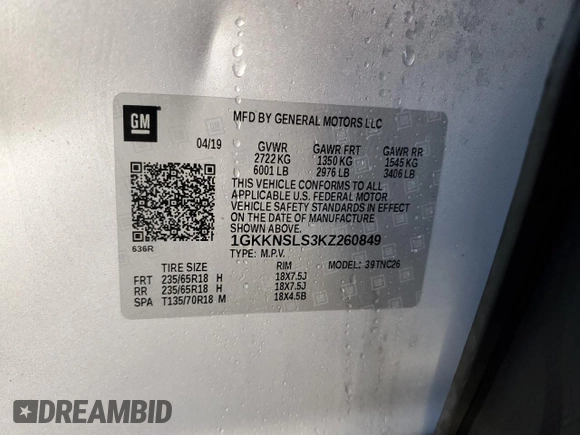 GM
MFD BY GENERAL MOTORS LLC
04/19 GVWR GAWR FRT GAWR RR
2722 KG 1350 KG 1545 KG
6001 LB 2976 LB 3406 LB
THIS VEHICLE CONFORMS TO ALL
APPLICABLE U.S. FEDERAL MOTOR
VEHICLE SAFETY STANDARDS IN EFFECT
ON THE DATE OF MANUFACTURE
SHOWN ABOVE.
636R
1GKKNSLS3KZ260849
TYPE: M.P.V. MODEL: 39TNC26
TIRE SIZE RIM
FRT 235/65R18 H 18X7.5J
RR 235/65R18 H 18X7.5J
SPA T135/70R18 M 18X4.5B
DREAMBID